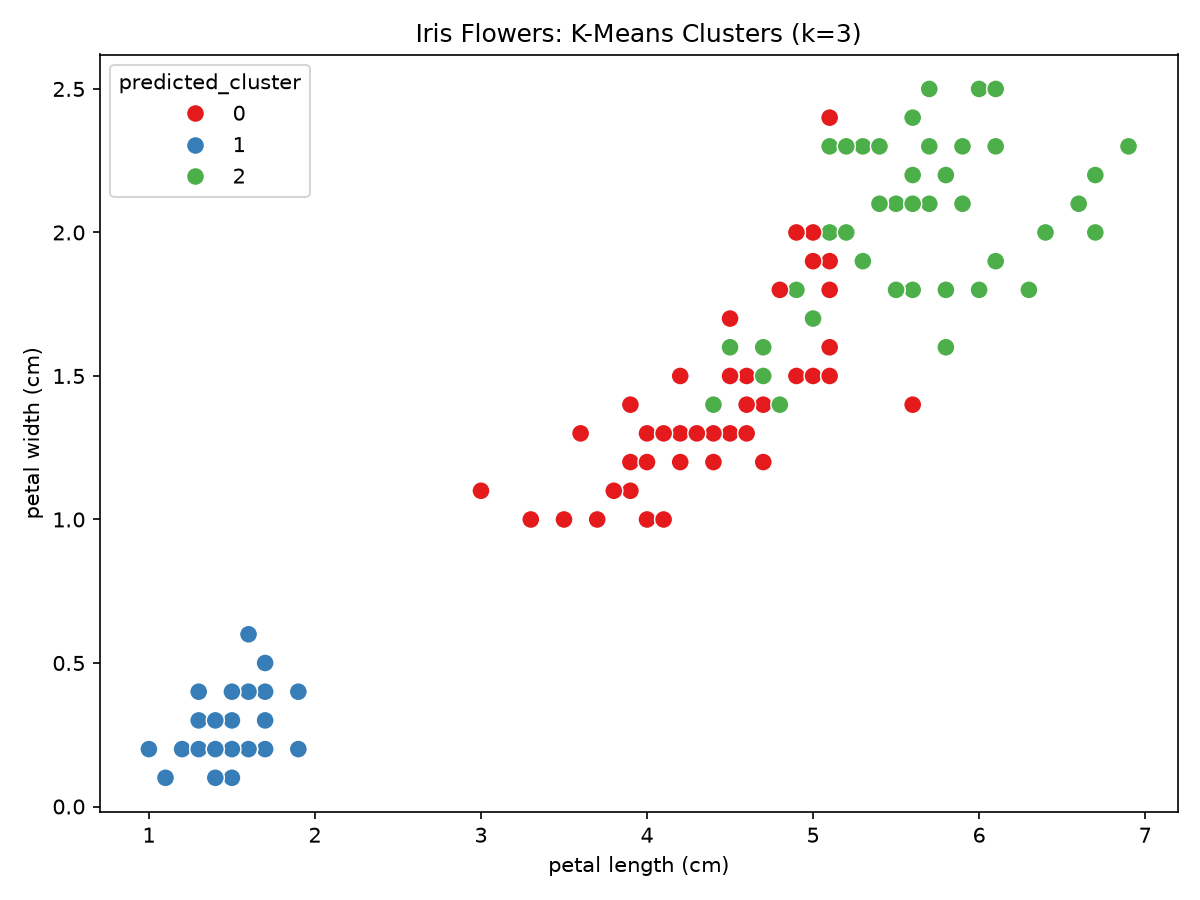 Iris Flowers: K-Means Clusters (k=3)
predicted_cluster
0
1
2
2.5
2.0
1.5
1.0
0.5
0.0
petal width (cm)
1 2 3 4 5 6 7
petal length (cm)